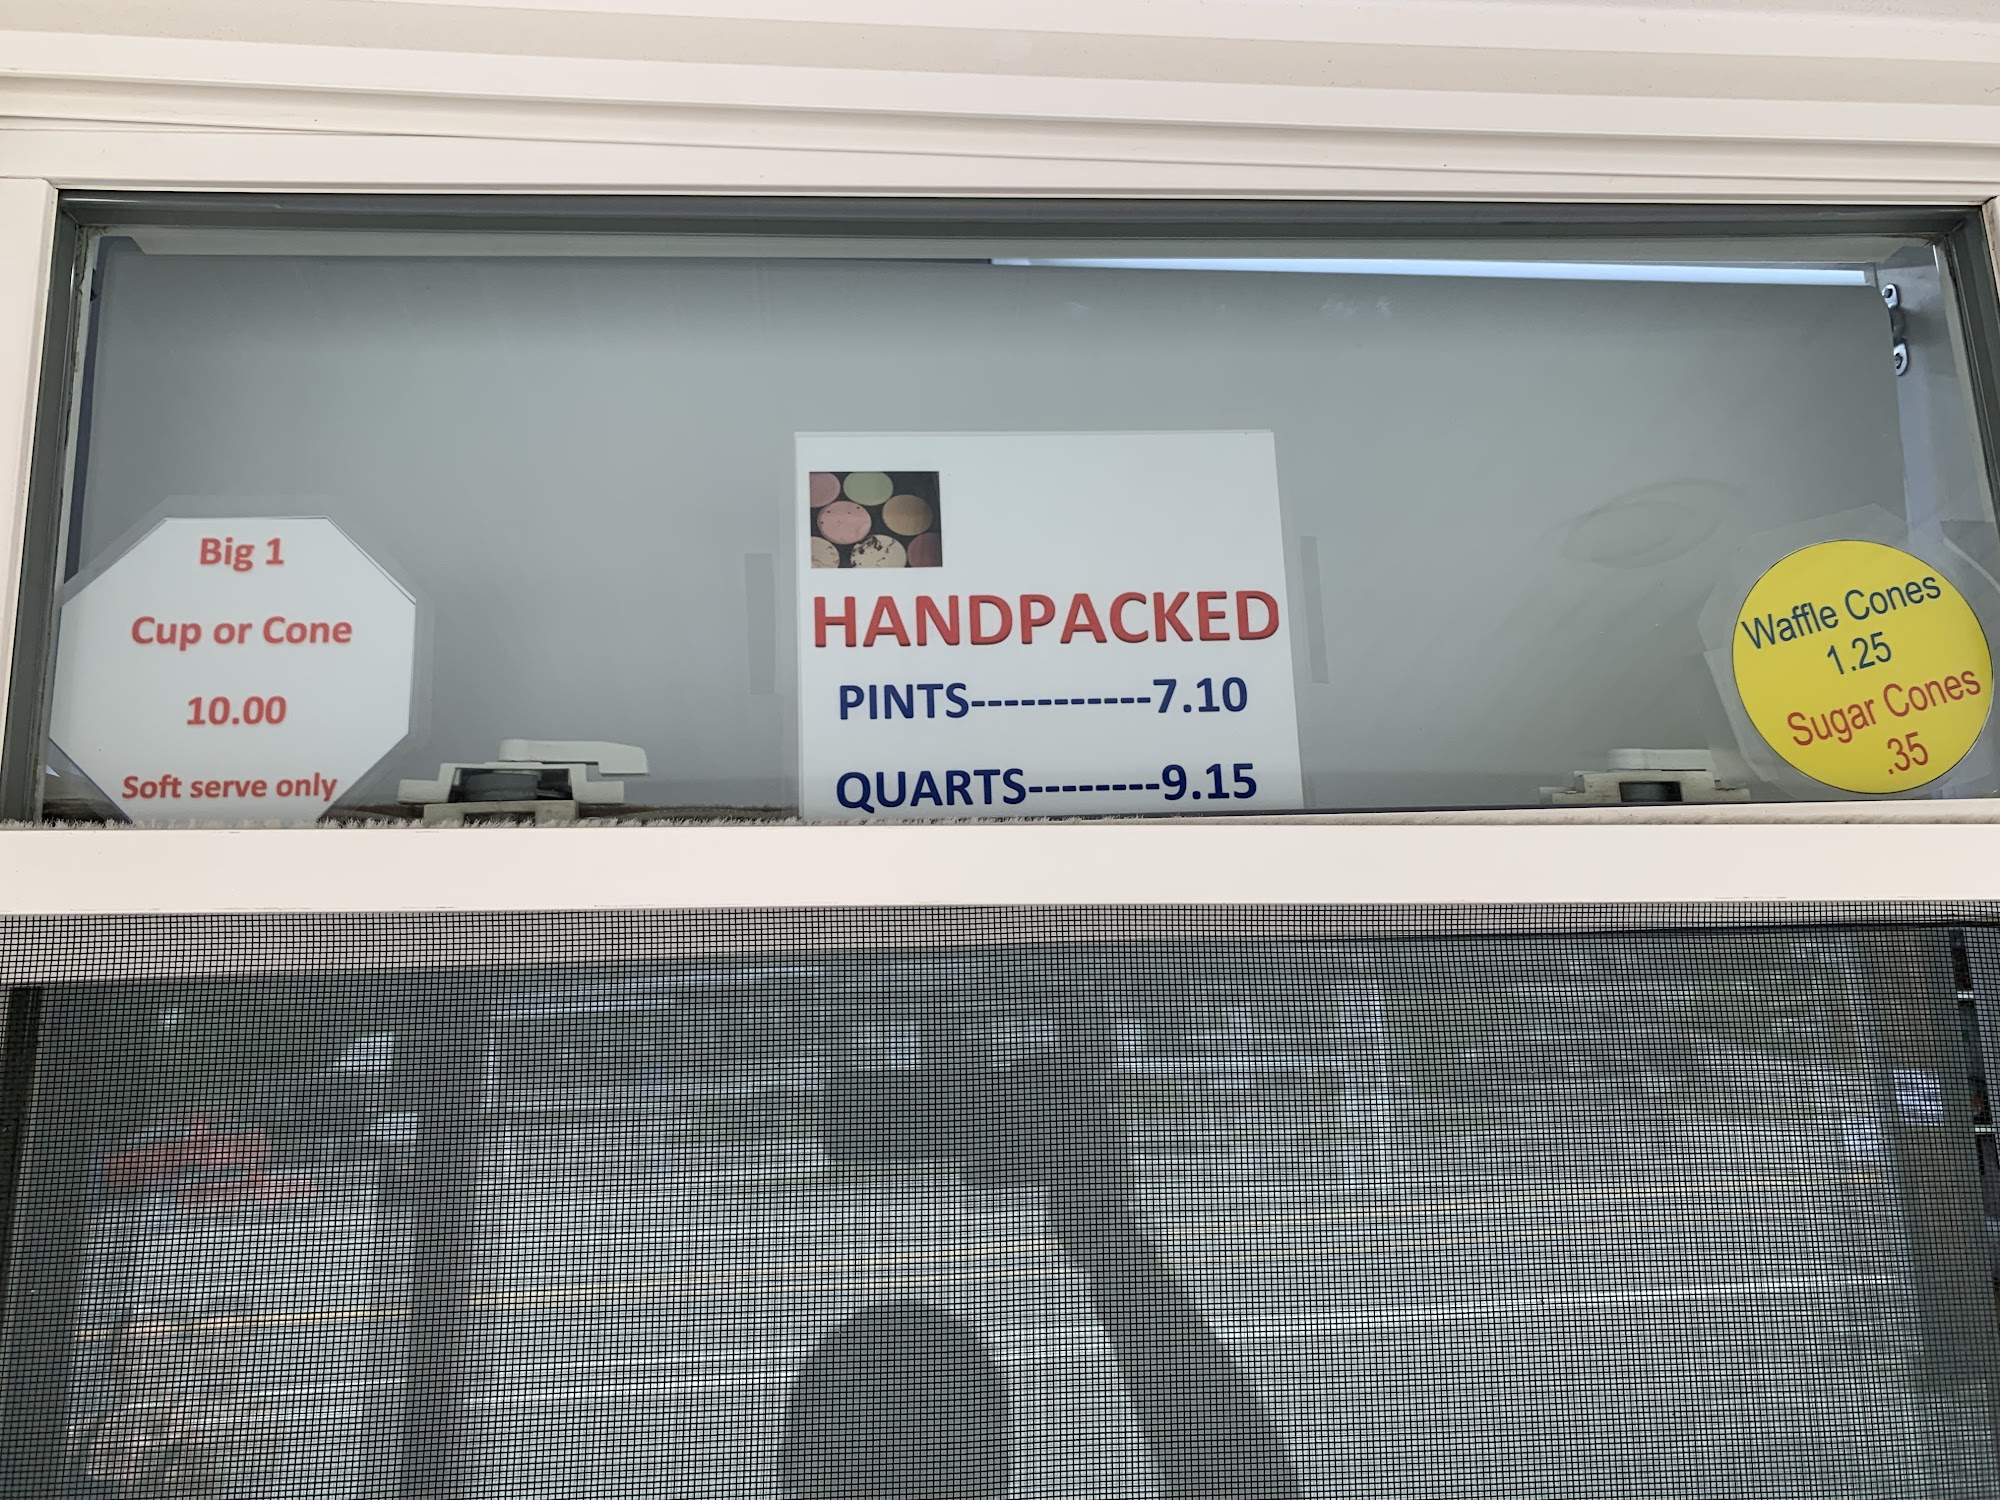 Big 1
Cup or Cone
10.00
Soft serve only
HANDPACKED
PINTS-----------7.10
QUARTS--------9.15
Waffle Cones
1.25
Sugar Cones
.35